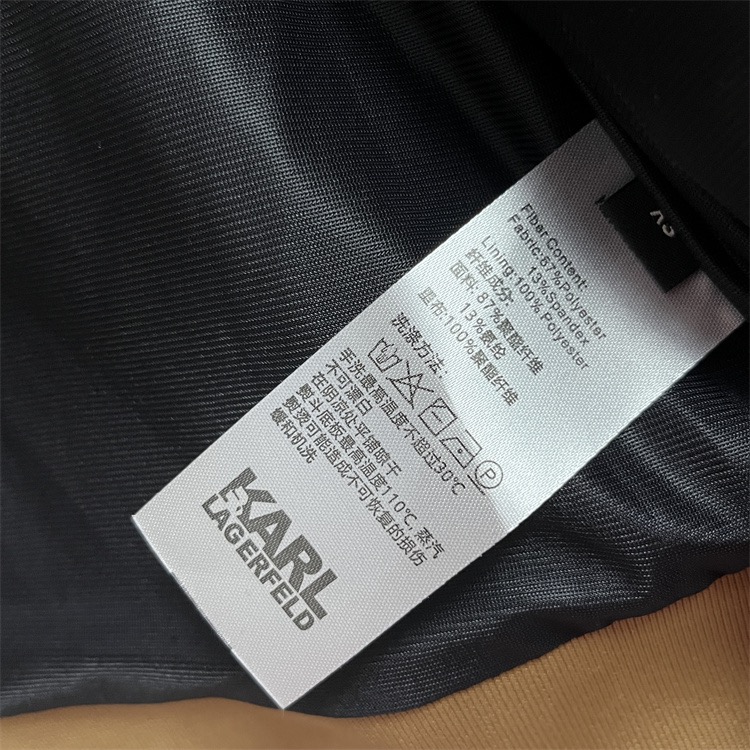 XS
Fiber Content:
Fabric:87%Polyester
13%Spandex
Lining:100% Polyester
纤维成分:
面料: 87%聚酯纤维
13%氨纶
里布:100%聚酯纤维
洗涤方法:
P
手洗最高温度不超过30℃
不可漂白
在阴凉处平铺晾干
熨斗底板最高温度110℃, 蒸汽
熨烫可能造成不可恢复的损伤
缓和机洗
KARL
LAGERFELD